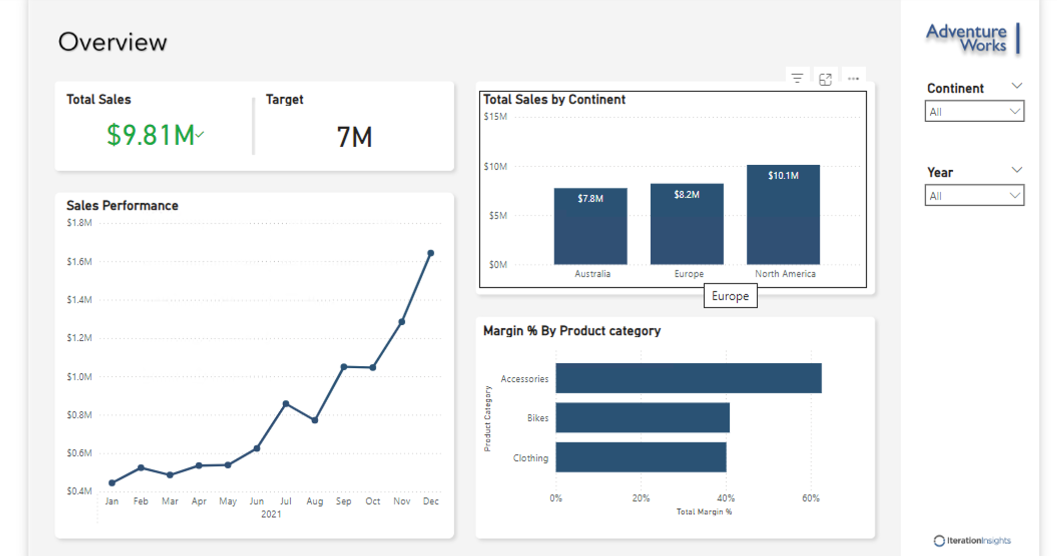 Overview
Adventure
Works
Total Sales
Target
$9.81M
7M
Sales Performance
$1.8M
$1.6M
$1.4M
$1.2M
$1.0M
$0.8M
$0.6M
$0.4M
Jan Feb Mar Apr May Jun Jul Aug Sep Oct Nov Dec
2021
Total Sales by Continent
$15M
$10M
$5M
$0M
$7.8M
$8.2M
$10.1M
Australia Europe North America
Europe
Margin % By Product category
Product Category
Accessories
Bikes
Clothing
0% 20% 40% 60%
Total Margin %
Continent
All
Year
All
IterationInsights